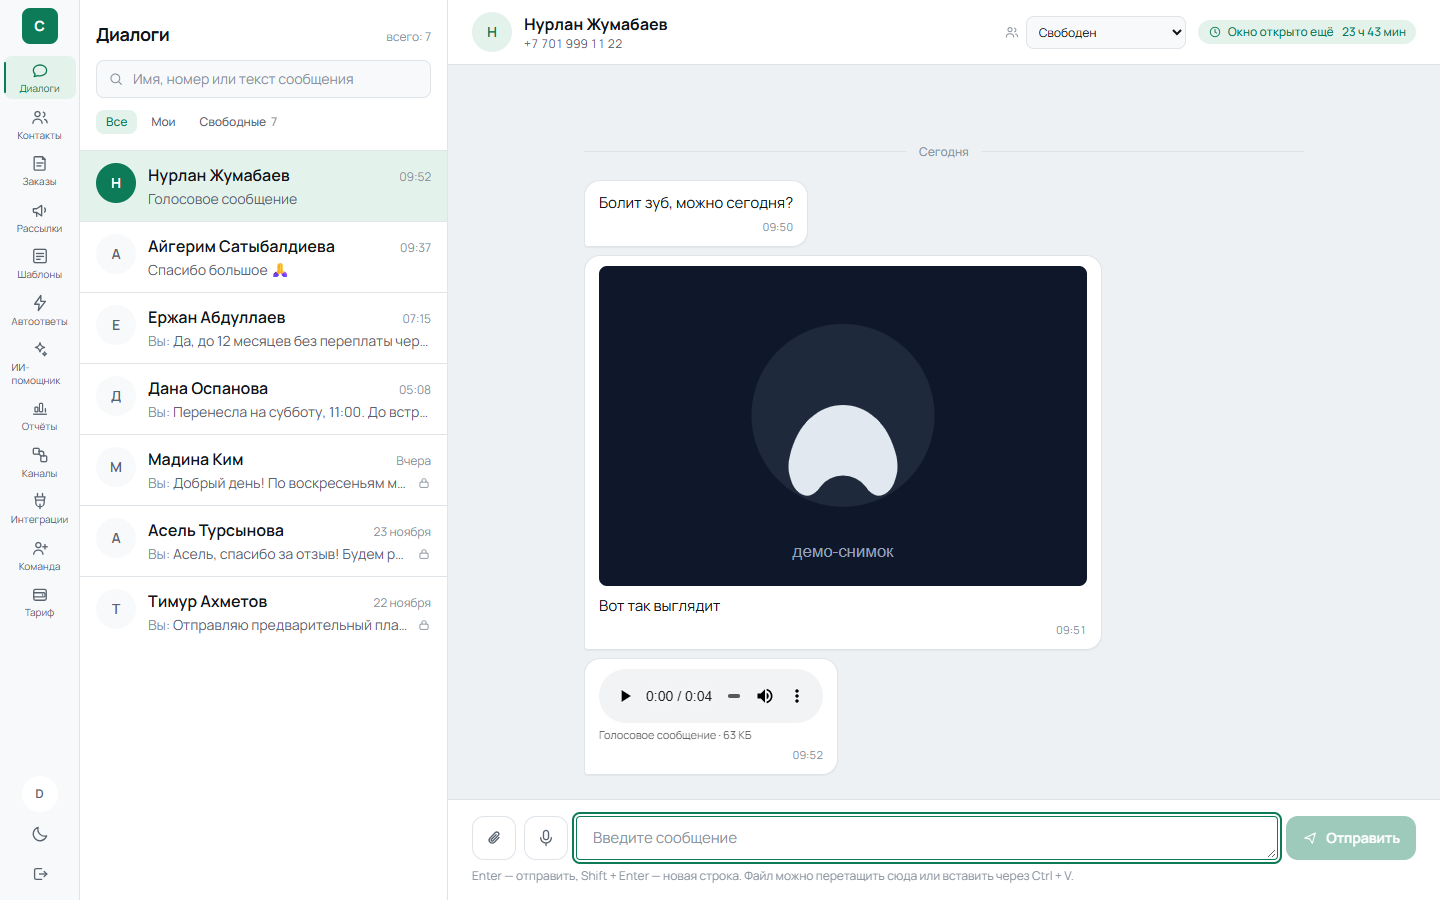 C
Диалоги
Контакты
Заказы
Рассылки
Шаблоны
Автоответы
ИИ-
помощник
Отчёты
Каналы
Интеграции
Команда
Тариф
D
Диалоги
всего: 7
Имя, номер или текст сообщения
Все Мои Свободные 7
Н
Нурлан Жумабаев 09:52
Голосовое сообщение
А
Айгерим Сатыбалдиева 09:37
Спасибо большое 🙏
Е
Ержан Абдуллаев 07:15
Вы: Да, до 12 месяцев без переплаты чер...
Д
Дана Оспанова 05:08
Вы: Перенесла на субботу, 11:00. До встр...
М
Мадина Ким Вчера
Вы: Добрый день! По воскресеньям м...
А
Асель Турсынова 23 ноября
Вы: Асель, спасибо за отзыв! Будем р...
Т
Тимур Ахметов 22 ноября
Вы: Отправляю предварительный пла...
Н
Нурлан Жумабаев
+7 701 999 11 22
Свободен
Окно открыто ещё 23 ч 43 мин
Сегодня
Болит зуб, можно сегодня?
09:50
демо-снимок
Вот так выглядит
09:51
0:00 / 0:04
Голосовое сообщение · 63 КБ
09:52
Введите сообщение
Отправить
Enter — отправить, Shift + Enter — новая строка. Файл можно перетащить сюда или вставить через Ctrl + V.